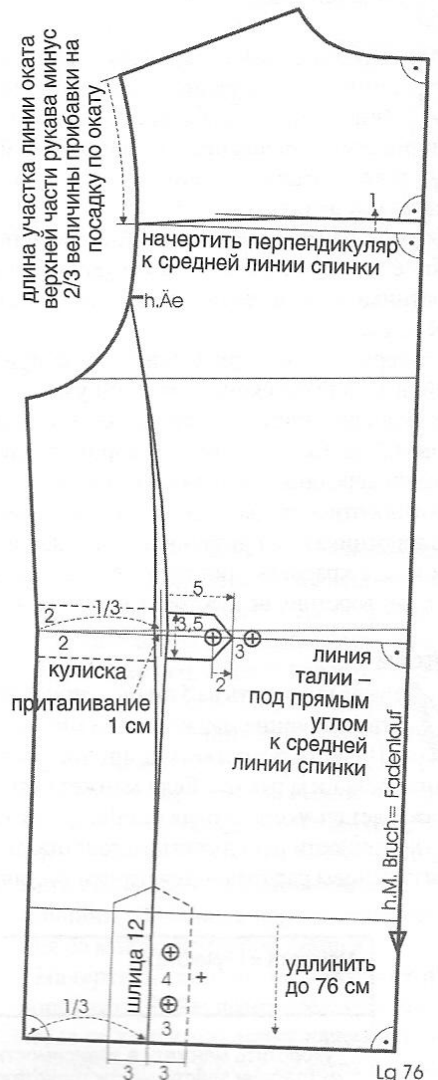 длина участка линии оката
верхней части рукава минус
2/3 величины прибавки на
посадку по окату
1
начертить перпендикуляр
к средней линии спинки
h.Äe
5
2
1/3
3,5
3
2
2
кулиска
приталивание
1 см
линия
талии –
под прямым
углом
к средней
линии спинки
h.M. Bruch = Fadenlauf
шлица 12
4
+
3
удлинить
до 76 см
1/3
3
3
Lg 76